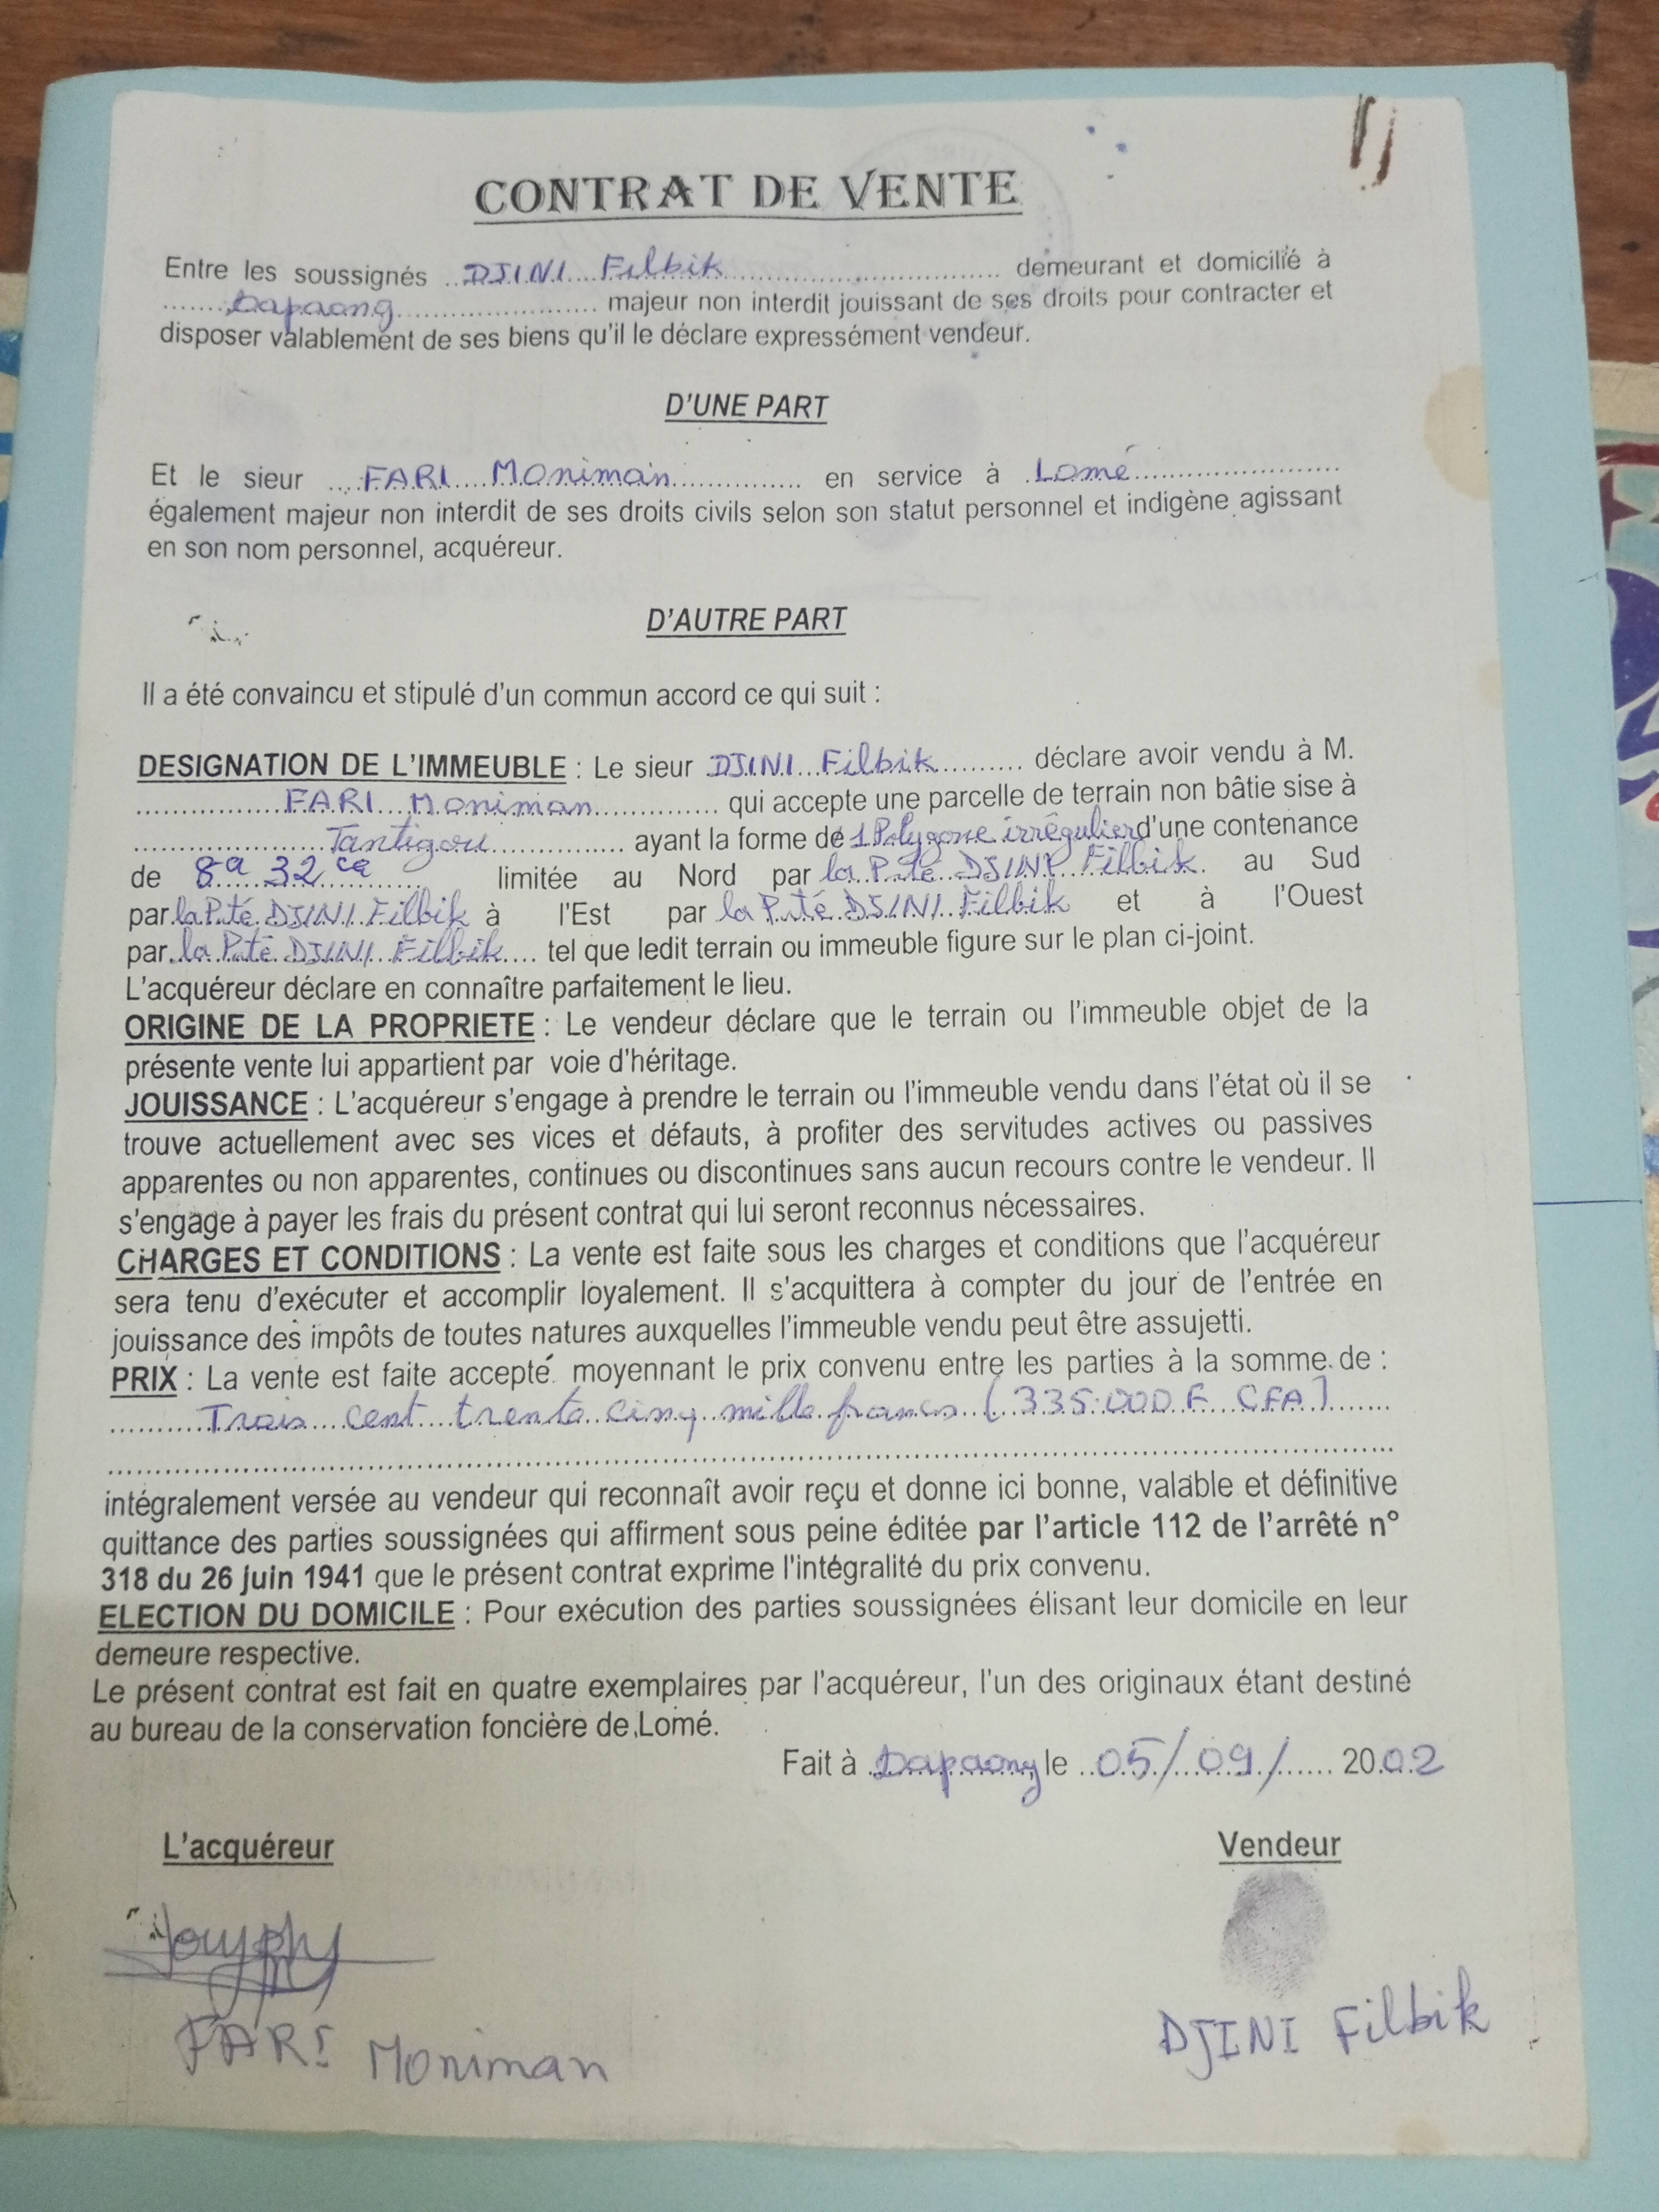 CONTRAT DE VENTE
Entre les soussignés DJINI Filbik demeurant et domicilié à
Dapaong majeur non interdit jouissant de ses droits pour contracter et
disposer valablement de ses biens qu'il le déclare expressément vendeur.
D'UNE PART
Et le sieur FARI Moniman en service à Lomé
également majeur non interdit de ses droits civils selon son statut personnel et indigène agissant
en son nom personnel, acquéreur.
D'AUTRE PART
Il a été convaincu et stipulé d'un commun accord ce qui suit :
DESIGNATION DE L'IMMEUBLE : Le sieur DJINI Filbik déclare avoir vendu à M.
FARI Moniman qui accepte une parcelle de terrain non bâtie sise à
Tantigou ayant la forme de 1 Polygone irrégulier d'une contenance
de 8a 32 ca limitée au Nord par la P.té DJINI Filbik au Sud
par la P.té DJINI Filbik à l'Est par la P.té DJINI Filbik et à l'Ouest
par la P.té DJINI Filbik tel que ledit terrain ou immeuble figure sur le plan ci-joint.
L'acquéreur déclare en connaître parfaitement le lieu.
ORIGINE DE LA PROPRIETE : Le vendeur déclare que le terrain ou l'immeuble objet de la
présente vente lui appartient par voie d'héritage.
JOUISSANCE : L'acquéreur s'engage à prendre le terrain ou l'immeuble vendu dans l'état où il se
trouve actuellement avec ses vices et défauts, à profiter des servitudes actives ou passives
apparentes ou non apparentes, continues ou discontinues sans aucun recours contre le vendeur. Il
s'engage à payer les frais du présent contrat qui lui seront reconnus nécessaires.
CHARGES ET CONDITIONS : La vente est faite sous les charges et conditions que l'acquéreur
sera tenu d'exécuter et accomplir loyalement. Il s'acquittera à compter du jour de l'entrée en
jouissance des impôts de toutes natures auxquelles l'immeuble vendu peut être assujetti.
PRIX : La vente est faite accepté moyennant le prix convenu entre les parties à la somme de :
Trois cent trente cinq mille francs (335.000 F CFA)
intégralement versée au vendeur qui reconnaît avoir reçu et donne ici bonne, valable et définitive
quittance des parties soussignées qui affirment sous peine éditée par l'article 112 de l'arrêté n°
318 du 26 juin 1941 que le présent contrat exprime l'intégralité du prix convenu.
ELECTION DU DOMICILE : Pour exécution des parties soussignées élisant leur domicile en leur
demeure respective.
Le présent contrat est fait en quatre exemplaires par l'acquéreur, l'un des originaux étant destiné
au bureau de la conservation foncière de Lomé.
Fait à Dapaong le 05/09/ 2002
L'acquéreur Vendeur
FARI Moniman DJINI Filbik